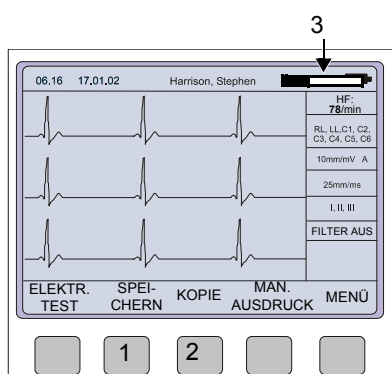 3
06.16 17.01.02 Harrison, Stephen
HF:
78/min
RL, LL,C1, C2,
C3, C4, C5, C6
10mm/mV A
25mm/ms
I, II, III
FILTER AUS
ELEKTR.
TEST
SPEI-
CHERN
KOPIE
MAN.
AUSDRUCK
MENÜ
1
2